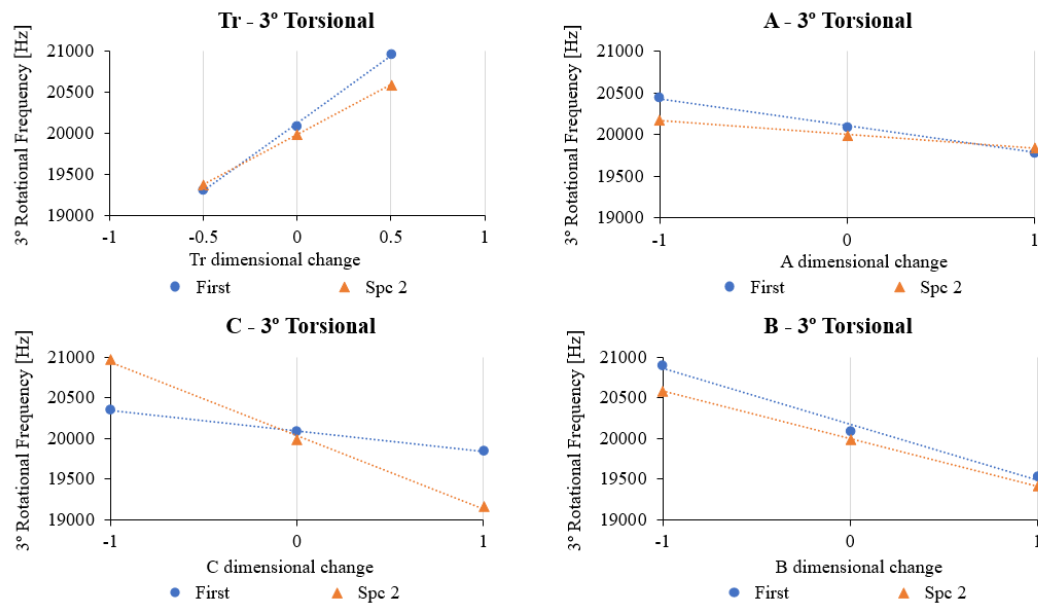 Tr - 3º Torsional
3º Rotational Frequency [Hz]
21000
20500
20000
19500
19000
-1
-0.5
0
0.5
1
Tr dimensional change
First
Spc 2
A - 3º Torsional
3º Rotational Frequency [Hz]
21000
20500
20000
19500
19000
-1
0
1
A dimensional change
First
Spc 2
C - 3º Torsional
3º Rotational Frequency [Hz]
21000
20500
20000
19500
19000
-1
0
1
C dimensional change
First
Spc 2
B - 3º Torsional
3º Rotational Frequency [Hz]
21000
20500
20000
19500
19000
-1
0
1
B dimensional change
First
Spc 2